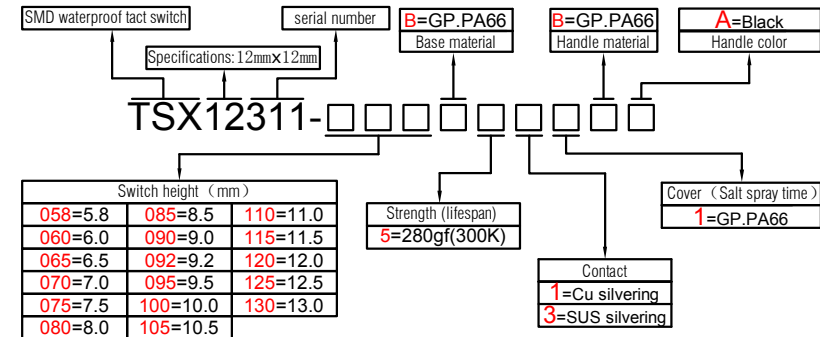 SMD waterproof tact switch
serial number
B=GP.PA66
Base material
B=GP.PA66
Handle material
A=Black
Handle color
Specifications:12mmx12mm
TSX12311-□□□□□□□□□
Switch height（mm）
058=5.8 085=8.5 110=11.0
060=6.0 090=9.0 115=11.5
065=6.5 092=9.2 120=12.0
070=7.0 095=9.5 125=12.5
075=7.5 100=10.0 130=13.0
080=8.0 105=10.5
Strength (lifespan)
5=280gf(300K)
Contact
1=Cu silvering
3=SUS silvering
Cover（Salt spray time）
1=GP.PA66